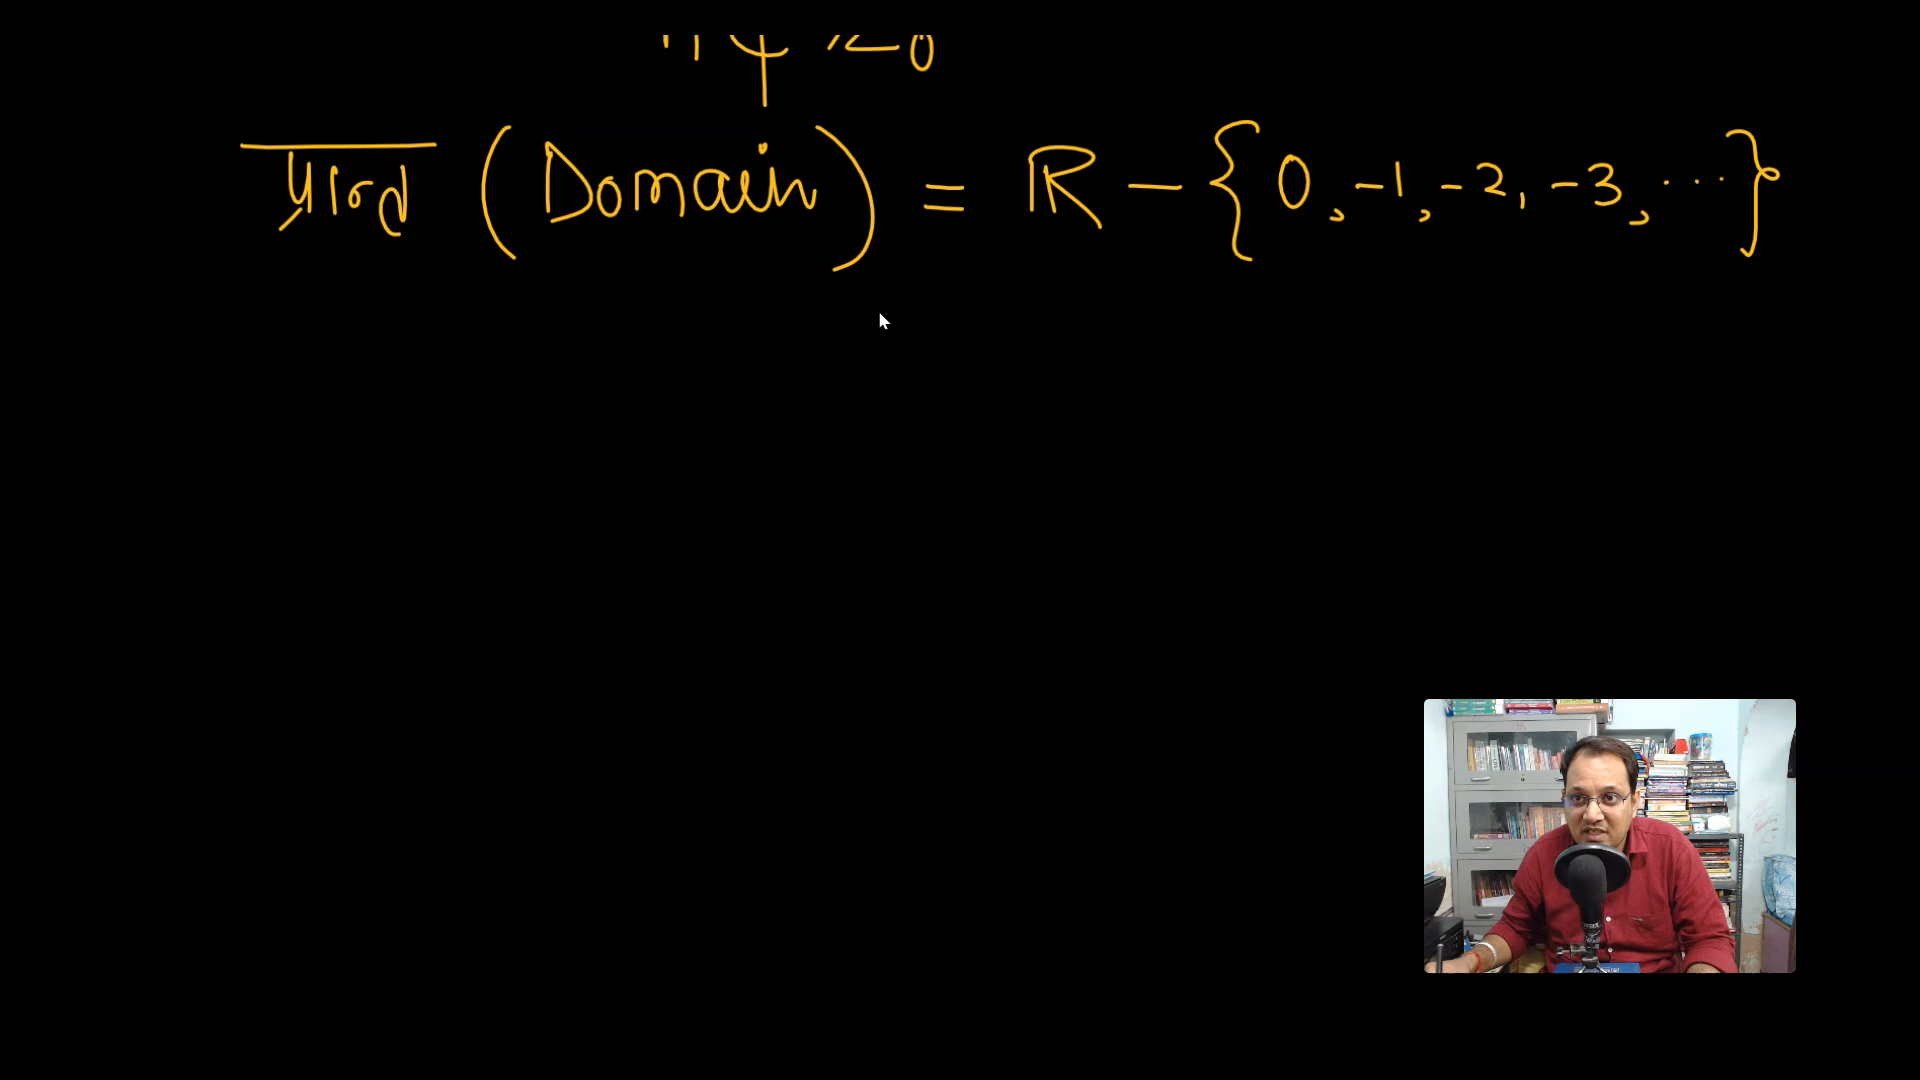 प्रान्त (Domain) = ℝ - {0, -1, -2, -3, ...}